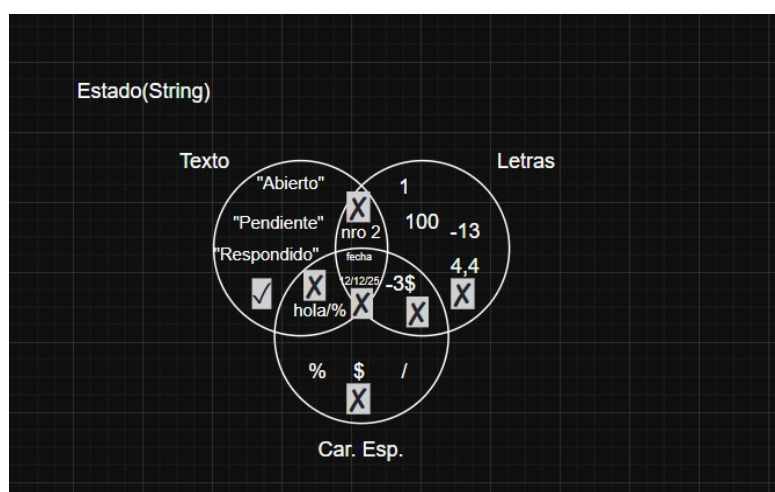 Estado(String)
Texto
Letras
"Abierto"
1
"Pendiente"
nro 2
100
-13
"Respondido"
fecha
4,4
12/12/25
-3$
hola/%
% $ /
Car. Esp.